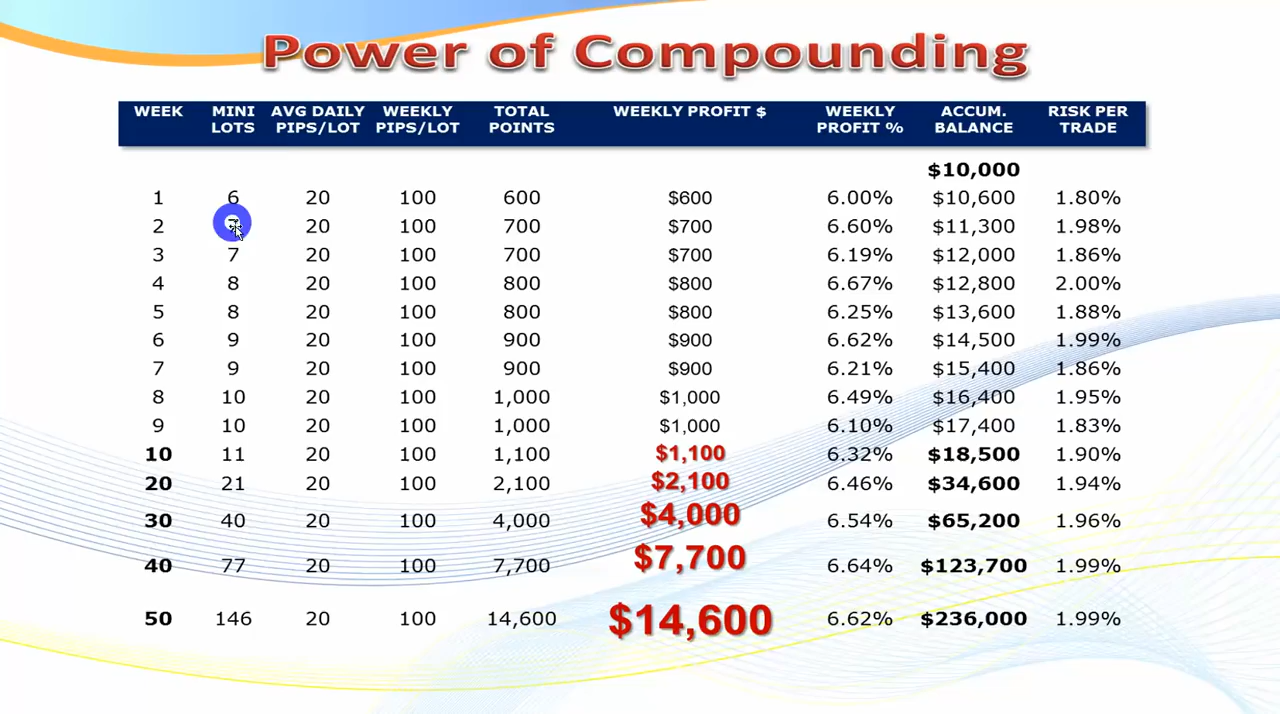 Power of Compounding
WEEK MINI LOTS AVG DAILY PIPS/LOT WEEKLY PIPS/LOT TOTAL POINTS WEEKLY PROFIT $ WEEKLY PROFIT % ACCUM. BALANCE RISK PER TRADE
$10,000
1 6 20 100 600 $600 6.00% $10,600 1.80%
2 20 100 700 $700 6.60% $11,300 1.98%
3 7 20 100 700 $700 6.19% $12,000 1.86%
4 8 20 100 800 $800 6.67% $12,800 2.00%
5 8 20 100 800 $800 6.25% $13,600 1.88%
6 9 20 100 900 $900 6.62% $14,500 1.99%
7 9 20 100 900 $900 6.21% $15,400 1.86%
8 10 20 100 1,000 $1,000 6.49% $16,400 1.95%
9 10 20 100 1,000 $1,000 6.10% $17,400 1.83%
10 11 20 100 1,100 $1,100 6.32% $18,500 1.90%
20 21 20 100 2,100 $2,100 6.46% $34,600 1.94%
30 40 20 100 4,000 $4,000 6.54% $65,200 1.96%
40 77 20 100 7,700 $7,700 6.64% $123,700 1.99%
50 146 20 100 14,600 $14,600 6.62% $236,000 1.99%